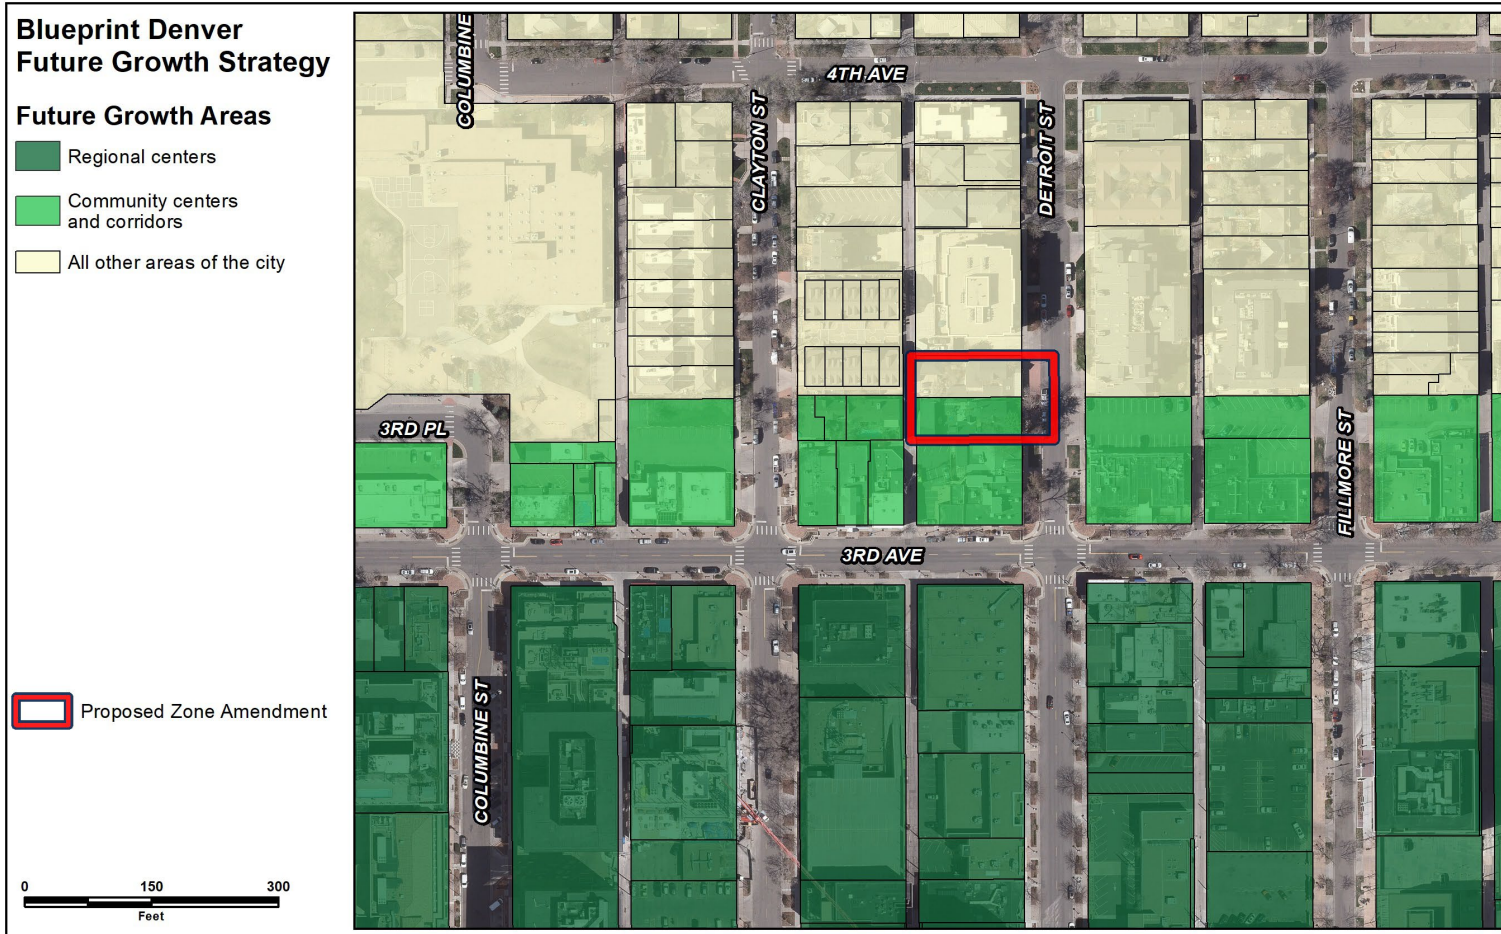 Blueprint Denver
Future Growth Strategy
Future Growth Areas
Regional centers
Community centers
and corridors
All other areas of the city
Proposed Zone Amendment
0 150 300
Feet
COLUMBINE
4TH AVE
CLAYTON ST
DETROIT ST
3RD PL
FILLMORE ST
3RD AVE
COLUMBINE ST